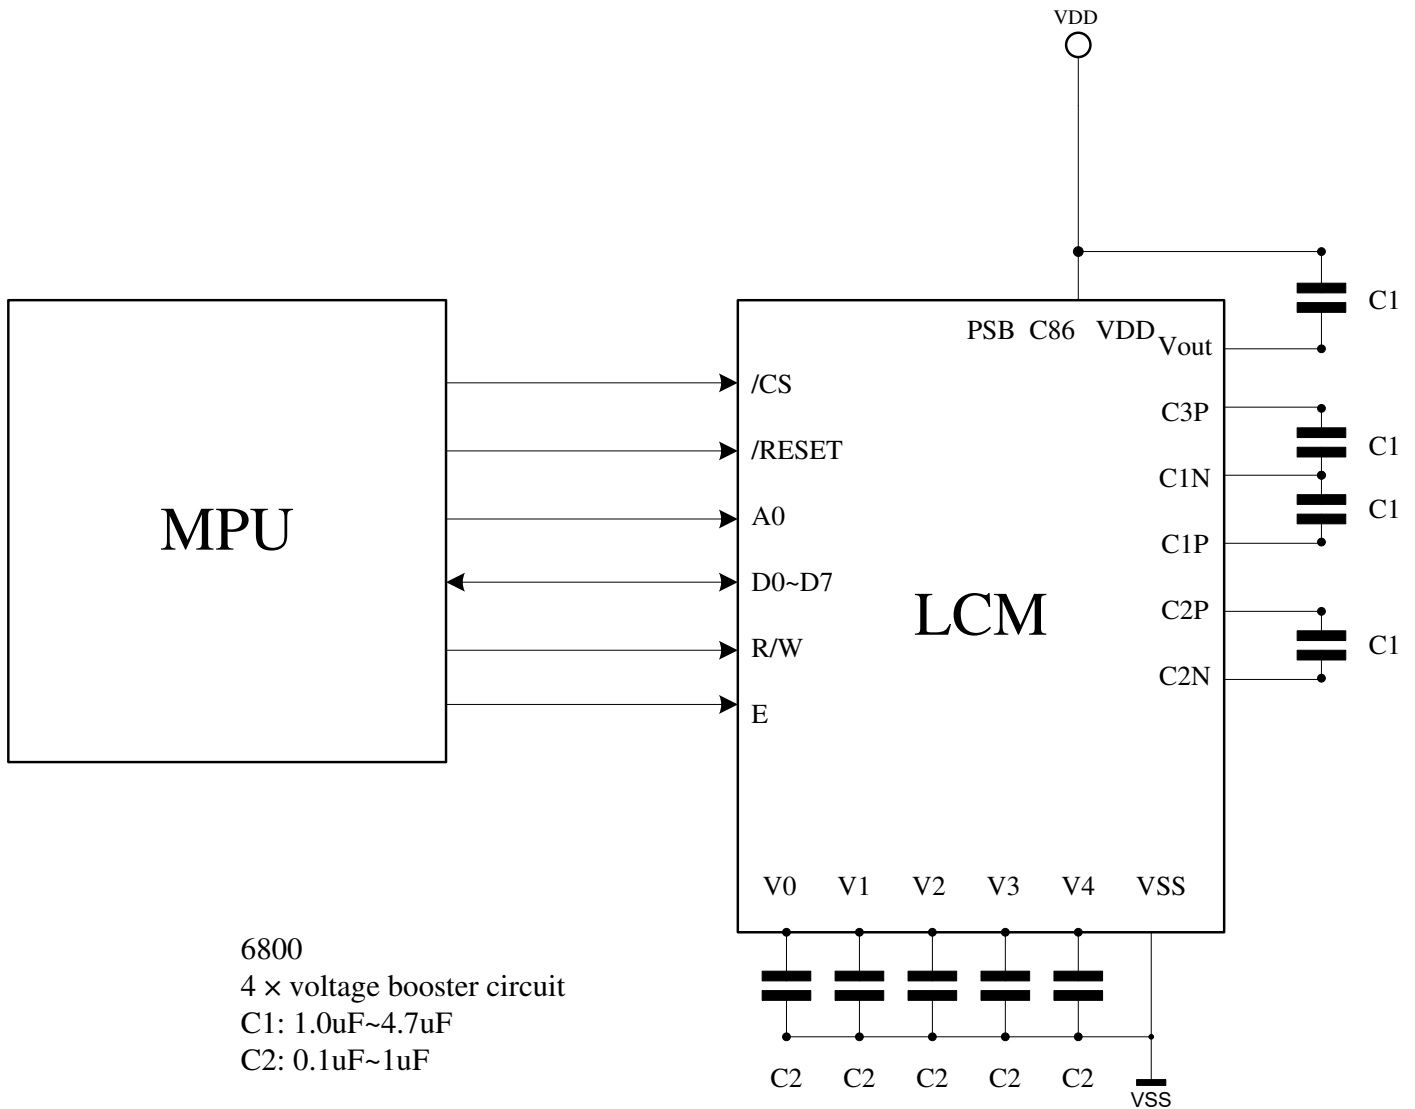 VDD
PSB C86 VDD
Vout
C1
/CS
C3P
/RESET
C1
C1N
A0
C1
C1P
MPU
D0~D7
LCM
C2P
R/W
C1
C2N
E
V0 V1 V2 V3 V4 VSS
6800
4 × voltage booster circuit
C1: 1.0uF~4.7uF
C2: 0.1uF~1uF
C2 C2 C2 C2 C2
VSS